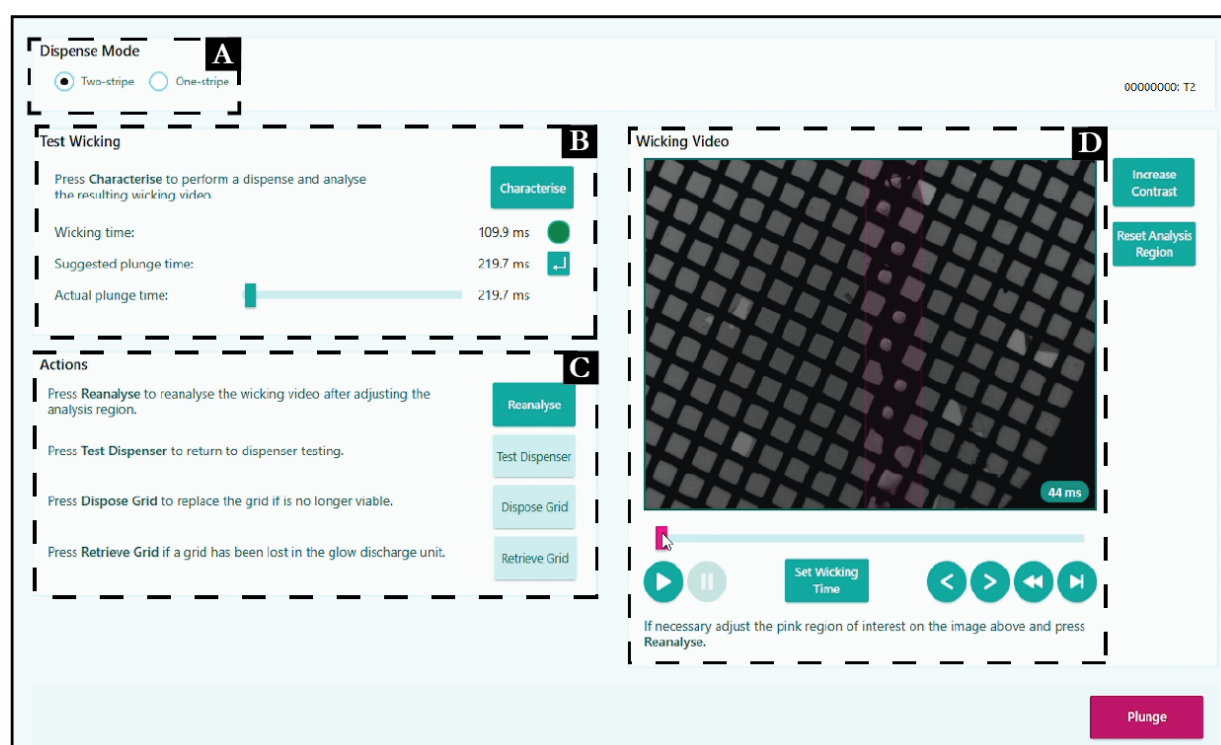 Dispense Mode
A
Two-stripe One-stripe
00000000: T2
Test Wicking
B
Press Characterise to perform a dispense and analyse
the resulting wicking video.
Characterise
Wicking time: 109.9 ms
Suggested plunge time: 219.7 ms
Actual plunge time: 219.7 ms
Actions
C
Press Reanalyse to reanalyse the wicking video after adjusting the
analysis region.
Reanalyse
Press Test Dispenser to return to dispenser testing.
Test Dispenser
Press Dispose Grid to replace the grid if is no longer viable.
Dispose Grid
Press Retrieve Grid if a grid has been lost in the glow discharge unit.
Retrieve Grid
Wicking Video
D
Increase
Contrast
Reset Analysis
Region
44 ms
Set Wicking
Time
If necessary adjust the pink region of interest on the image above and press
Reanalyse.
Plunge